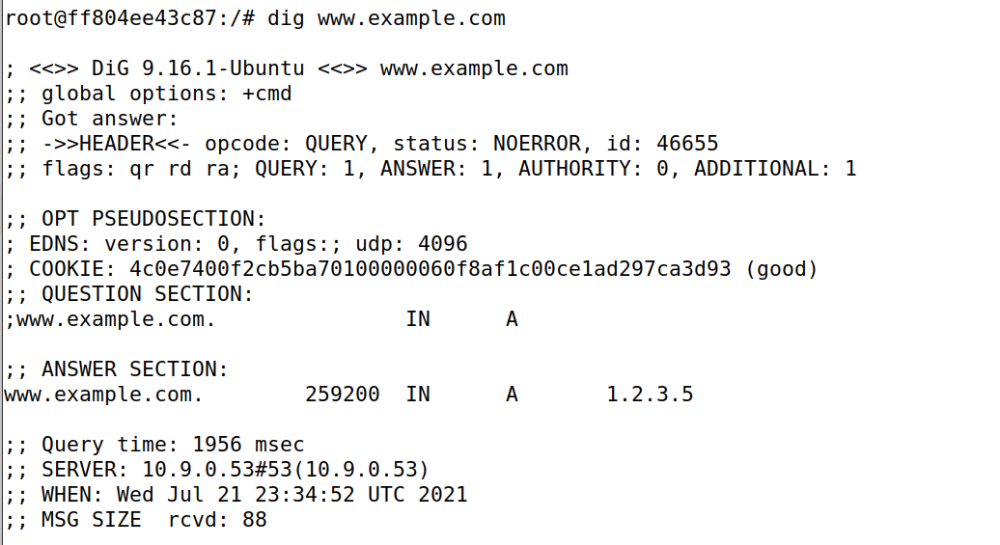 root@ff804ee43c87:/# dig www.example.com
; <<>> DiG 9.16.1-Ubuntu <<>> www.example.com
;; global options: +cmd
;; Got answer:
;; ->>HEADER<<- opcode: QUERY, status: NOERROR, id: 46655
;; flags: qr rd ra; QUERY: 1, ANSWER: 1, AUTHORITY: 0, ADDITIONAL: 1
;; OPT PSEUDOSECTION:
; EDNS: version: 0, flags:; udp: 4096
; COOKIE: 4c0e7400f2cb5ba70100000060f8af1c00ce1ad297ca3d93 (good)
;; QUESTION SECTION:
;www.example.com. IN A
;; ANSWER SECTION:
www.example.com. 259200 IN A 1.2.3.5
;; Query time: 1956 msec
;; SERVER: 10.9.0.53#53(10.9.0.53)
;; WHEN: Wed Jul 21 23:34:52 UTC 2021
;; MSG SIZE rcvd: 88